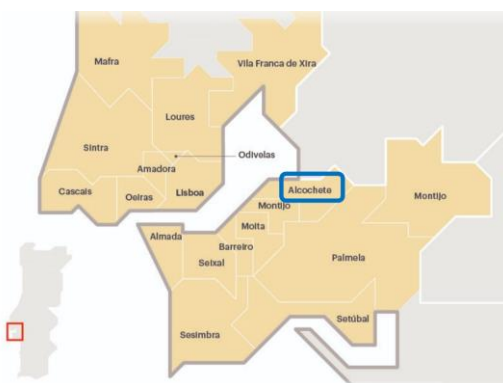 Mafra
Vila Franca de Xira
Loures
Sintra
Odivelas
Amadora
Cascais
Oeiras
Lisboa
Alcochete
Montijo
Montijo
Moita
Almada
Barreiro
Seixal
Palmela
Setúbal
Sesimbra